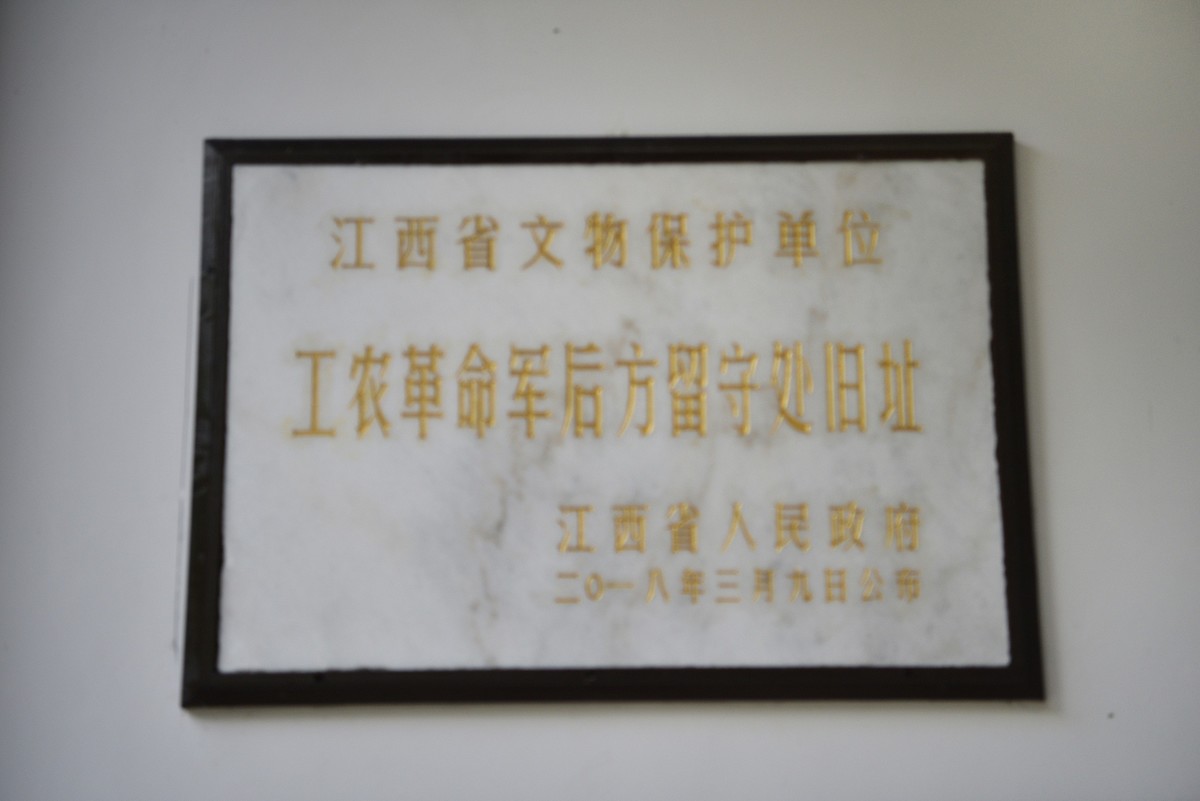 江西省文物保护单位
工农革命军后方留守处旧址
江西省人民政府
二〇一八年三月九日公布